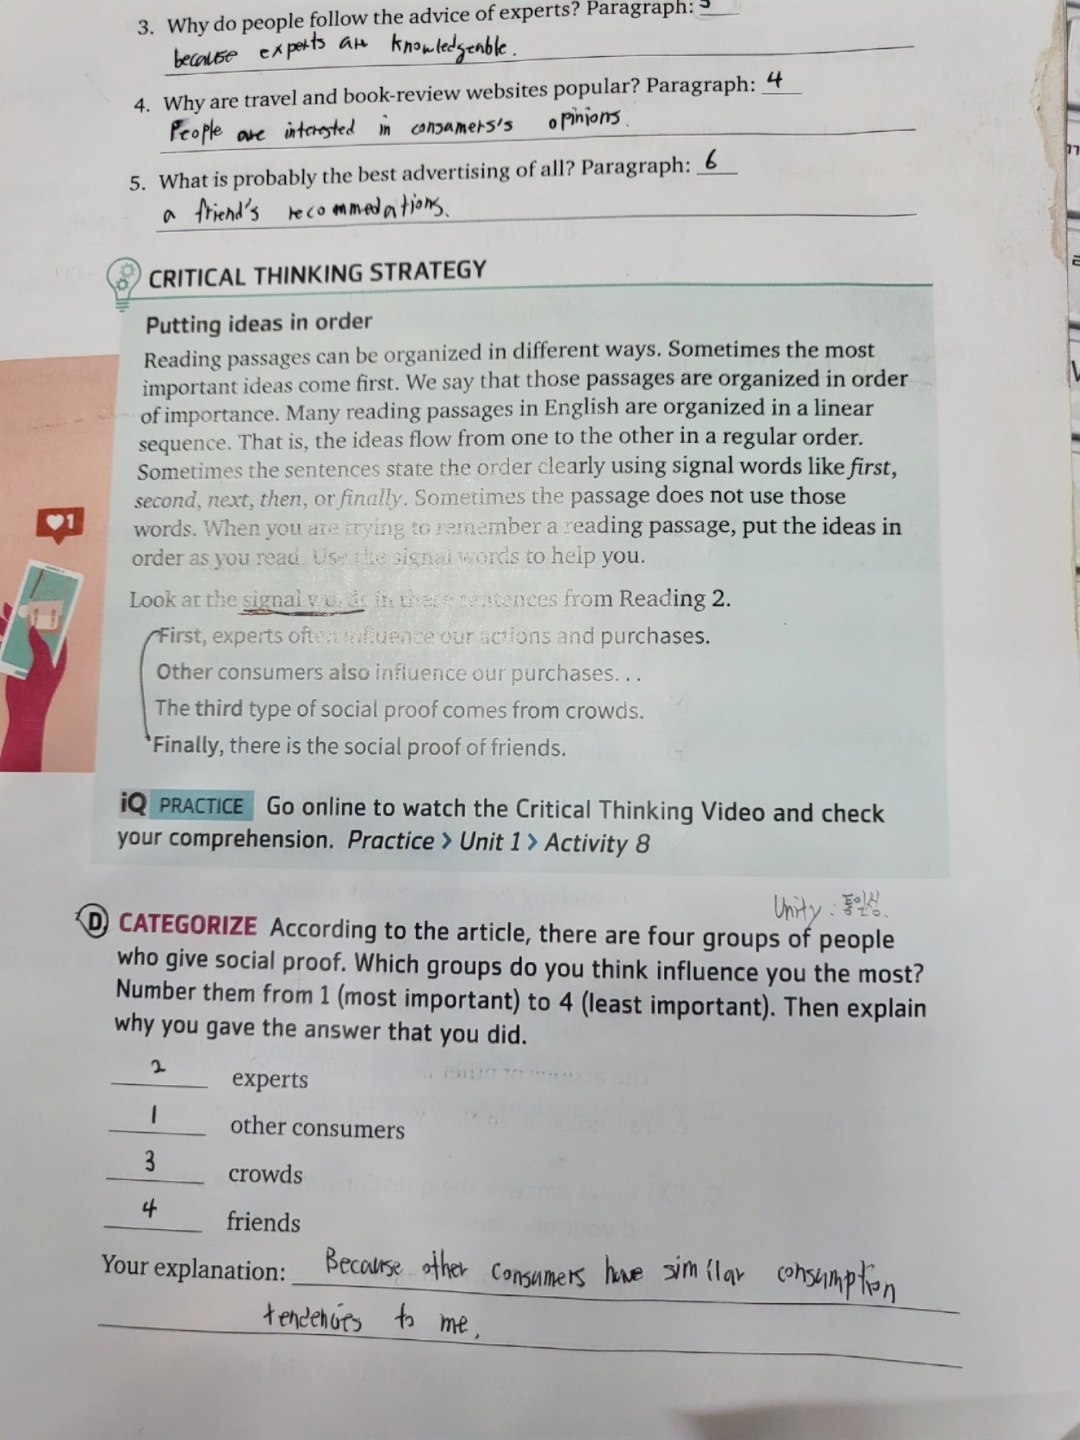 3. Why do people follow the advice of experts? Paragraph:
because experts are knowledgeable.
4. Why are travel and book-review websites popular? Paragraph: 4
People are interested in consumers's opinions.
5. What is probably the best advertising of all? Paragraph: 6
a friend's recommedations.
CRITICAL THINKING STRATEGY
Putting ideas in order
Reading passages can be organized in different ways. Sometimes the most
important ideas come first. We say that those passages are organized in order
of importance. Many reading passages in English are organized in a linear
sequence. That is, the ideas flow from one to the other in a regular order.
Sometimes the sentences state the order clearly using signal words like first,
second, next, then, or finally. Sometimes the passage does not use those
words. When you are trying to remember a reading passage, put the ideas in
order as you read. Use the signal words to help you.
Look at the signal words in these sentences from Reading 2.
First, experts often influence our actions and purchases.
Other consumers also influence our purchases. . .
The third type of social proof comes from crowds.
Finally, there is the social proof of friends.
1
iQ PRACTICE Go online to watch the Critical Thinking Video and check
your comprehension. Practice > Unit 1 > Activity 8
Unity : 통일성.
D. CATEGORIZE According to the article, there are four groups of people
who give social proof. Which groups do you think influence you the most?
Number them from 1 (most important) to 4 (least important). Then explain
why you gave the answer that you did.
2 experts
1 other consumers
3 crowds
4 friends
Your explanation: Because other consumers have similar consumption
tendencies to me.